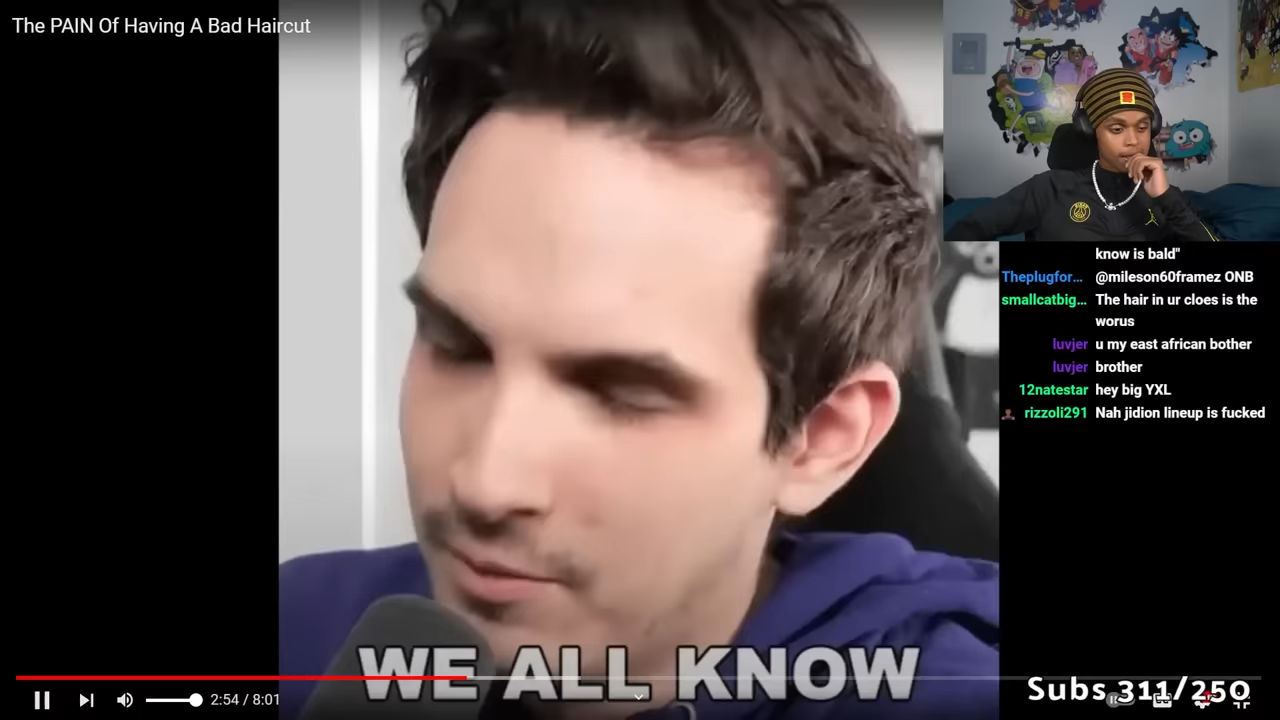 The PAIN Of Having A Bad Haircut
know is bald"
Theplugfor... @mileson60framez ONB
smallcatbig... The hair in ur cloes is the
worus
luvjer u my east african bother
luvjer brother
12natestar hey big YXL
rizzoli291 Nah jidion lineup is fucked
WE ALL KNOW
2:54 / 8:01
Subs 311/250